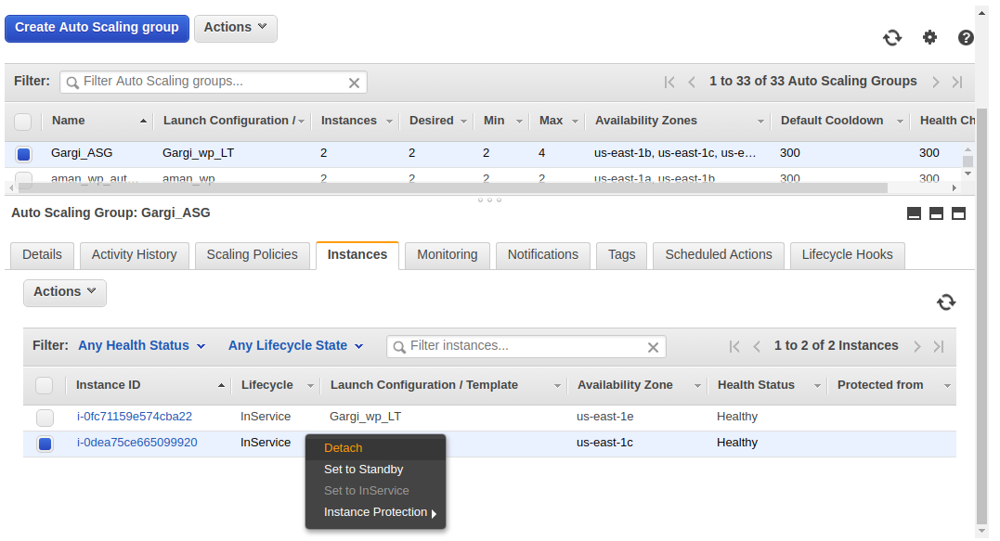 Create Auto Scaling group Actions
Filter: Filter Auto Scaling groups... 1 to 33 of 33 Auto Scaling Groups
Name Launch Configuration / Instances Desired Min Max Availability Zones Default Cooldown Health Ch
Gargi_ASG Gargi_wp_LT 2 2 2 4 us-east-1b, us-east-1c, us-e... 300 300
aman_wp_aut... aman_wp 2 2 2 2 us-east-1a, us-east-1b 300 300
Auto Scaling Group: Gargi_ASG
Details Activity History Scaling Policies Instances Monitoring Notifications Tags Scheduled Actions Lifecycle Hooks
Actions
Filter: Any Health Status Any Lifecycle State Filter instances... 1 to 2 of 2 Instances
Instance ID Lifecycle Launch Configuration / Template Availability Zone Health Status Protected from
i-0fc71159e574cba22 InService Gargi_wp_LT us-east-1e Healthy
i-0dea75ce665099920 InService us-east-1c Healthy
Detach
Set to Standby
Set to InService
Instance Protection